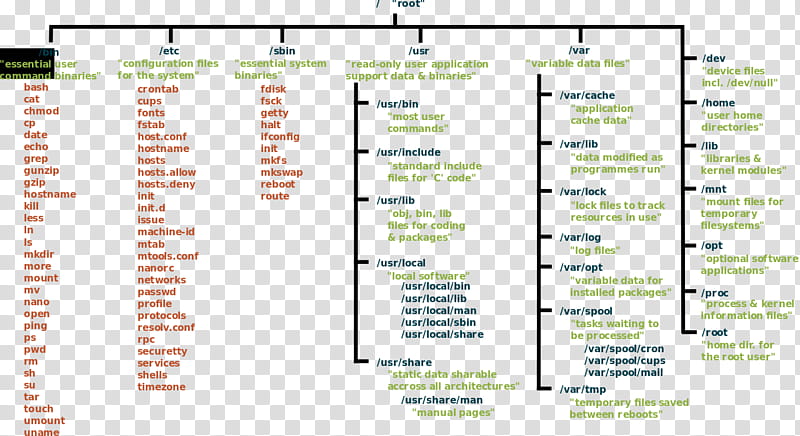 / "root"
/bin
"essential user
command binaries"
bash
cat
chmod
cp
date
echo
grep
gunzip
gzip
hostname
kill
less
ln
ls
mkdir
more
mount
mv
nano
open
ping
ps
pwd
rm
sh
su
tar
touch
umount
uname
/etc
"configuration files
for the system"
crontab
cups
fonts
fstab
host.conf
hostname
hosts
hosts.allow
hosts.deny
init
init.d
issue
machine-id
mtab
mtools.conf
nanorc
networks
passwd
profile
protocols
resolv.conf
rpc
securetty
services
shells
timezone
/sbin
"essential system
binaries"
fdisk
fsck
getty
halt
ifconfig
init
mkfs
mkswap
reboot
route
/usr
"read-only user application
support data & binaries"
/usr/bin
"most user
commands"
/usr/include
"standard include
files for 'C' code"
/usr/lib
"obj, bin, lib
files for coding
& packages"
/usr/local
"local software"
/usr/local/bin
/usr/local/lib
/usr/local/man
/usr/local/sbin
/usr/local/share
/usr/share
"static data sharable
accross all architectures"
/usr/share/man
"manual pages"
/var
"variable data files"
/var/cache
"application
cache data"
/var/lib
"data modified as
programmes run"
/var/lock
"lock files to track
resources in use"
/var/log
"log files"
/var/opt
"variable data for
installed packages"
/var/spool
"tasks waiting to
be processed"
/var/spool/cron
/var/spool/cups
/var/spool/mail
/var/tmp
"temporary files saved
between reboots"
/dev
"device files
incl. /dev/null"
/home
"user home
directories"
/lib
"libraries &
kernel modules"
/mnt
"mount files for
temporary
filesystems"
/opt
"optional software
applications"
/proc
"process & kernel
information files"
/root
"home dir. for
the root user"